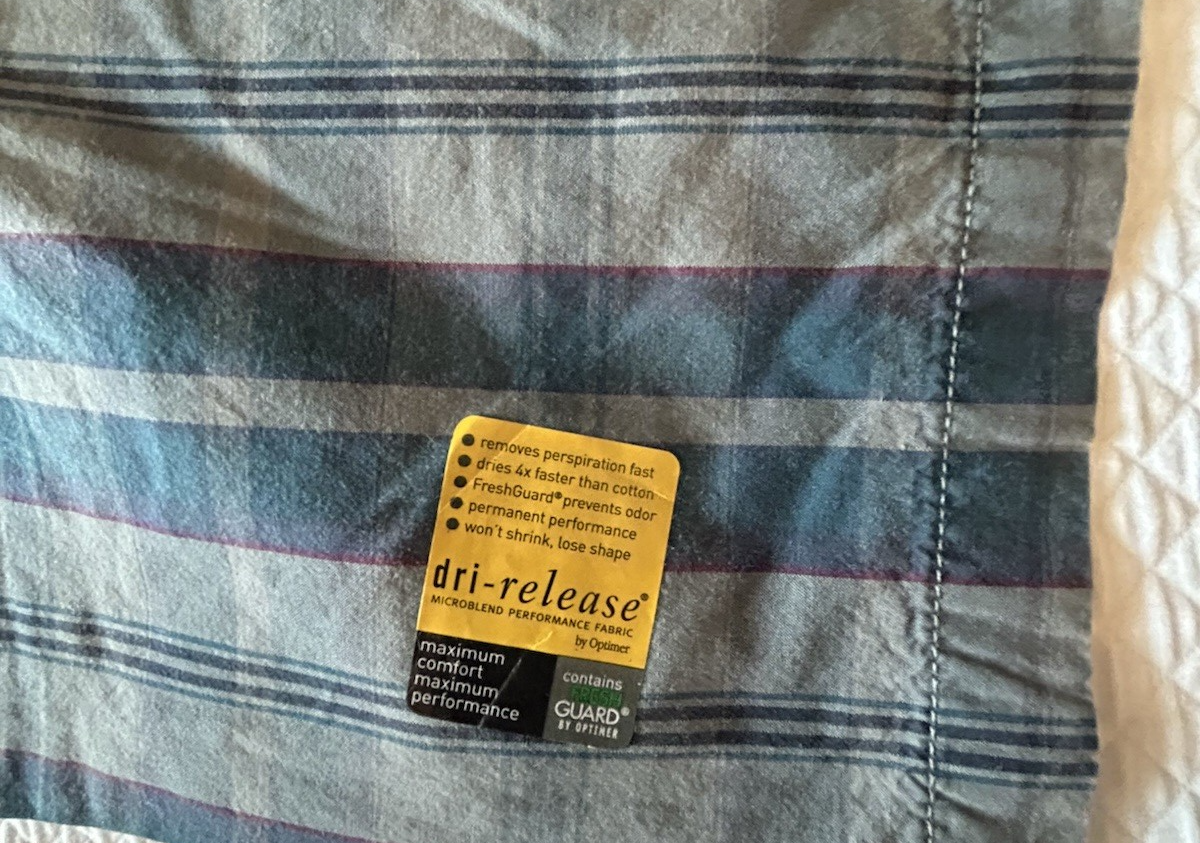 ● removes perspiration fast
● dries 4x faster than cotton
● FreshGuard® prevents odor
● permanent performance
● won't shrink, lose shape
dri-release®
MICROBLEND PERFORMANCE FABRIC
by Optimer
maximum
comfort
maximum
performance
contains
FRESH
GUARD®
BY OPTIMER